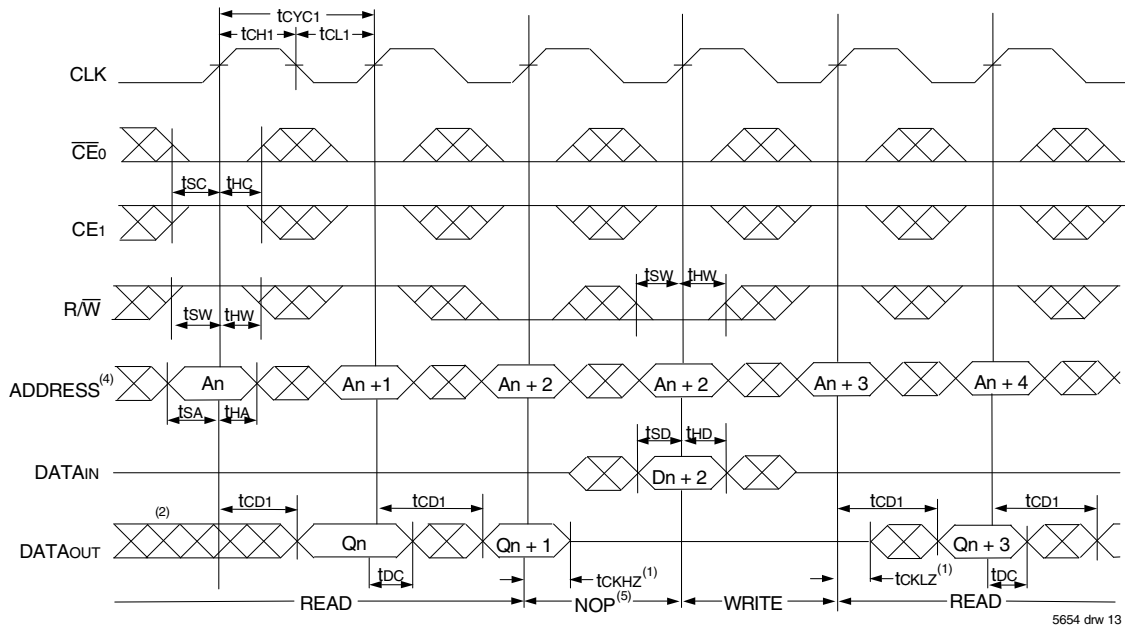 tCYC1
tCH1 tCL1
CLK
CE0
tSC tHC
CE1
tSW tHW
R/W
tSW tHW
ADDRESS(4) An An + 1 An + 2 An + 2 An + 3 An + 4
tSA tHA
tSD tHD
DATAIN Dn + 2
(2) tCD1 tCD1 tCD1 tCD1
DATAOUT Qn Qn + 1 Qn + 3
tDC tCKHZ(1) tCKLZ(1) tDC
READ NOP(5) WRITE READ
5654 drw 13